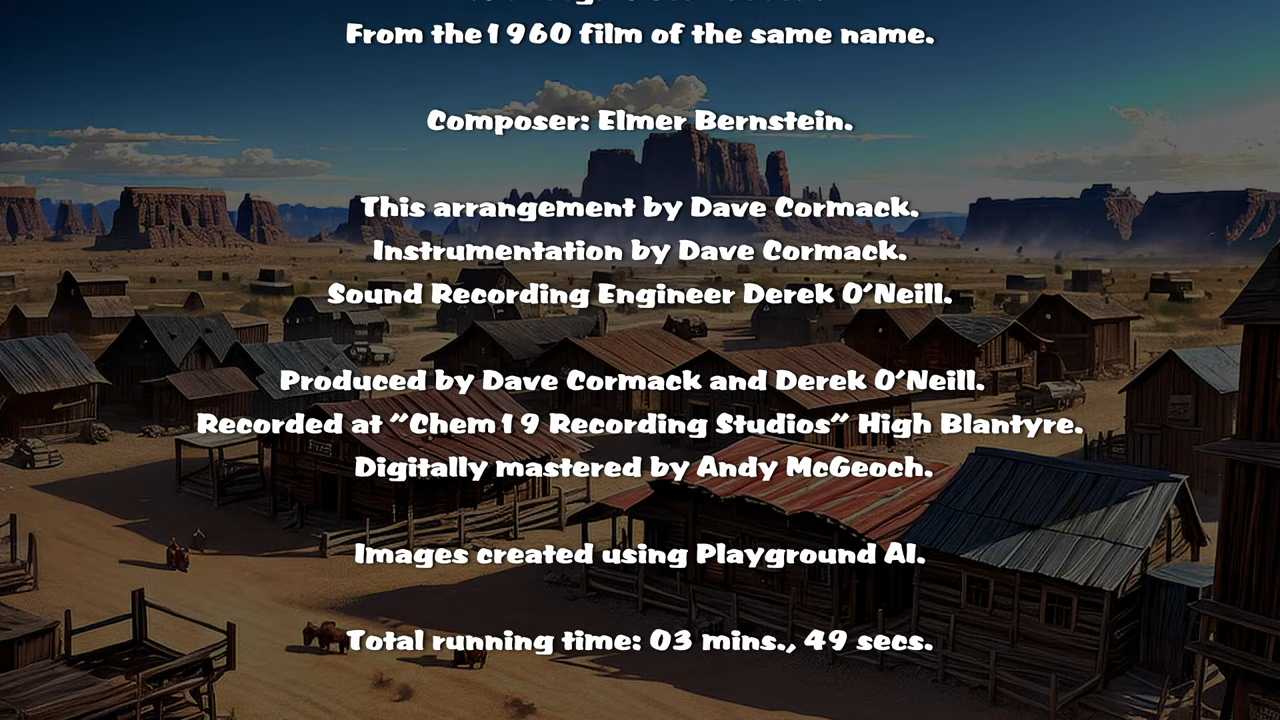 From the1960 film of the same name.
Composer: Elmer Bernstein.
This arrangement by Dave Cormack.
Instrumentation by Dave Cormack.
Sound Recording Engineer Derek O'Neill.
Produced by Dave Cormack and Derek O'Neill.
Recorded at "Chem19 Recording Studios" High Blantyre.
Digitally mastered by Andy McGeoch.
Images created using Playground AI.
Total running time: 03 mins., 49 secs.